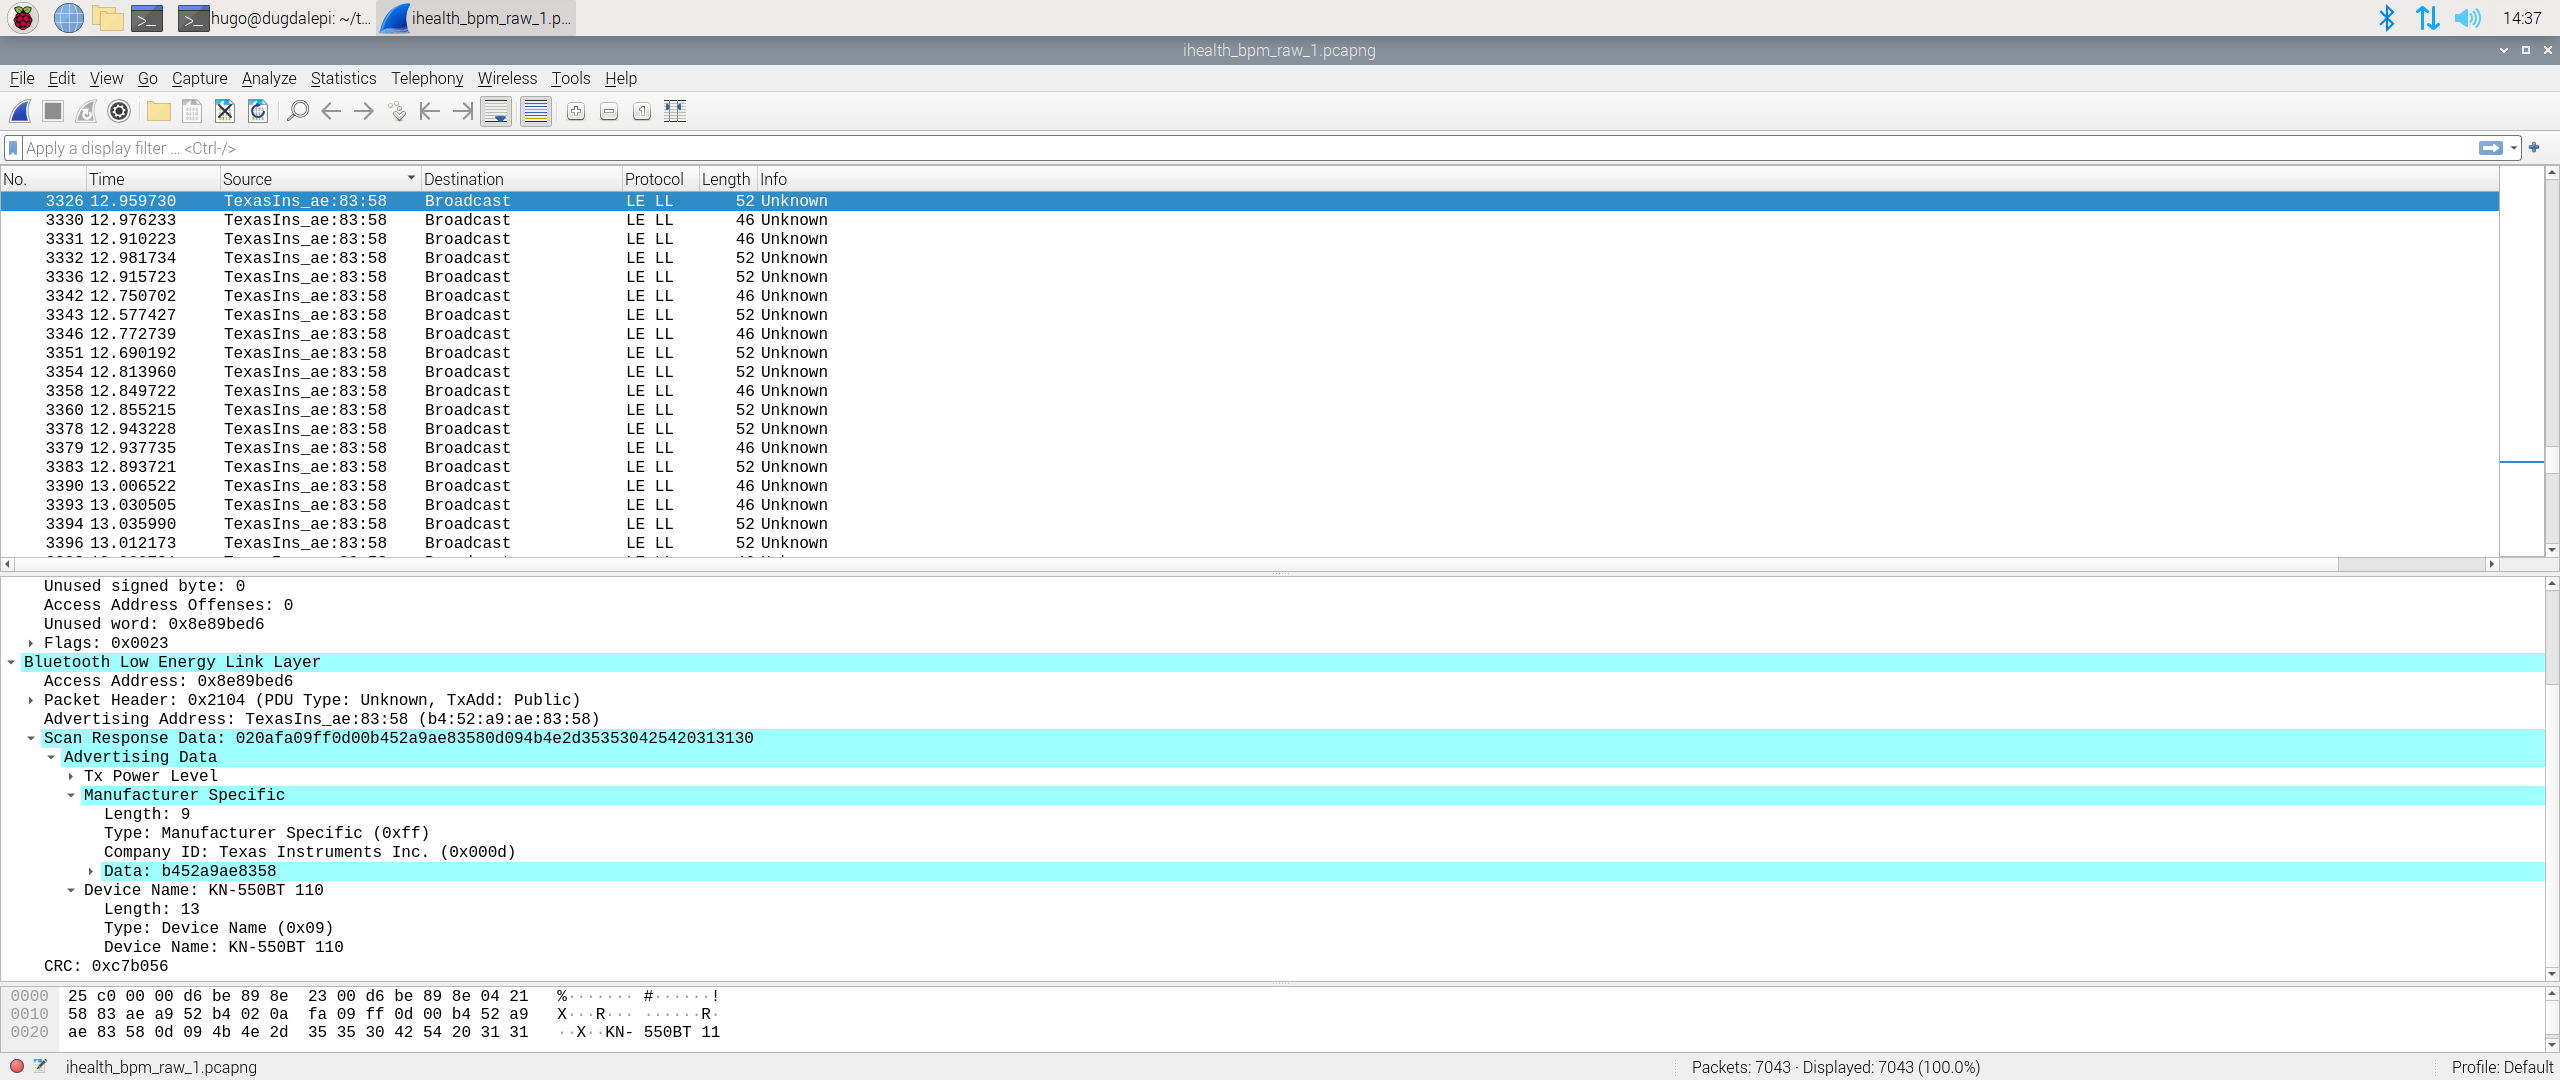 hugo@dugdalepi: ~/t...
ihealth_bpm_raw_1.p...
14:37
ihealth_bpm_raw_1.pcapng
File Edit View Go Capture Analyze Statistics Telephony Wireless Tools Help
Apply a display filter ... <Ctrl-/>
No. Time Source Destination Protocol Length Info
3326 12.959730 TexasIns_ae:83:58 Broadcast LE LL 52 Unknown
3330 12.976233 TexasIns_ae:83:58 Broadcast LE LL 46 Unknown
3331 12.910223 TexasIns_ae:83:58 Broadcast LE LL 46 Unknown
3332 12.981734 TexasIns_ae:83:58 Broadcast LE LL 52 Unknown
3336 12.915723 TexasIns_ae:83:58 Broadcast LE LL 52 Unknown
3342 12.750702 TexasIns_ae:83:58 Broadcast LE LL 46 Unknown
3343 12.577427 TexasIns_ae:83:58 Broadcast LE LL 52 Unknown
3346 12.772739 TexasIns_ae:83:58 Broadcast LE LL 46 Unknown
3351 12.690192 TexasIns_ae:83:58 Broadcast LE LL 52 Unknown
3354 12.813960 TexasIns_ae:83:58 Broadcast LE LL 52 Unknown
3358 12.849722 TexasIns_ae:83:58 Broadcast LE LL 46 Unknown
3360 12.855215 TexasIns_ae:83:58 Broadcast LE LL 52 Unknown
3378 12.943228 TexasIns_ae:83:58 Broadcast LE LL 52 Unknown
3379 12.937735 TexasIns_ae:83:58 Broadcast LE LL 46 Unknown
3383 12.893721 TexasIns_ae:83:58 Broadcast LE LL 52 Unknown
3390 13.006522 TexasIns_ae:83:58 Broadcast LE LL 46 Unknown
3393 13.030505 TexasIns_ae:83:58 Broadcast LE LL 46 Unknown
3394 13.035990 TexasIns_ae:83:58 Broadcast LE LL 52 Unknown
3396 13.012173 TexasIns_ae:83:58 Broadcast LE LL 52 Unknown
Unused signed byte: 0
Access Address Offenses: 0
Unused word: 0x8e89bed6
Flags: 0x0023
Bluetooth Low Energy Link Layer
Access Address: 0x8e89bed6
Packet Header: 0x2104 (PDU Type: Unknown, TxAdd: Public)
Advertising Address: TexasIns_ae:83:58 (b4:52:a9:ae:83:58)
Scan Response Data: 020afa09ff0d00b452a9ae83580d094b4e2d353530425420313130
Advertising Data
Tx Power Level
Manufacturer Specific
Length: 9
Type: Manufacturer Specific (0xff)
Company ID: Texas Instruments Inc. (0x000d)
Data: b452a9ae8358
Device Name: KN-550BT 110
Length: 13
Type: Device Name (0x09)
Device Name: KN-550BT 110
CRC: 0xc7b056
0000 25 c0 00 00 d6 be 89 8e 23 00 d6 be 89 8e 04 21 %······· #······!
0010 58 83 ae a9 52 b4 02 0a fa 09 ff 0d 00 b4 52 a9 X···R··· ······R·
0020 ae 83 58 0d 09 4b 4e 2d 35 35 30 42 54 20 31 31 ··X··KN- 550BT 11
ihealth_bpm_raw_1.pcapng
Packets: 7043 · Displayed: 7043 (100.0%)
Profile: Default